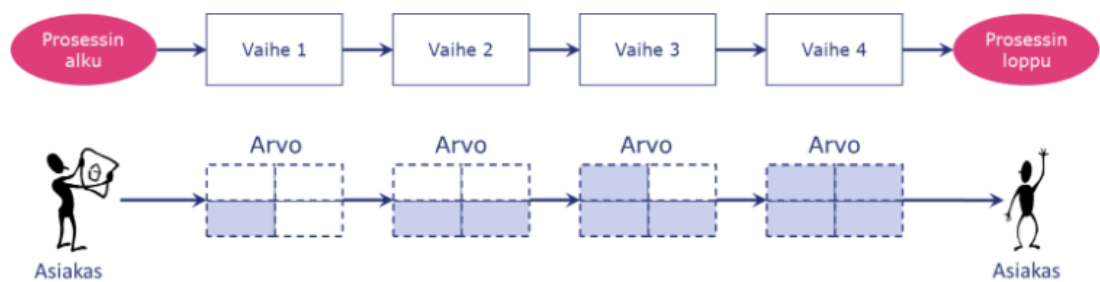 Prosessin
alku
Vaihe 1
Vaihe 2
Vaihe 3
Vaihe 4
Prosessin
loppu
Arvo
Arvo
Arvo
Arvo
Asiakas
Asiakas